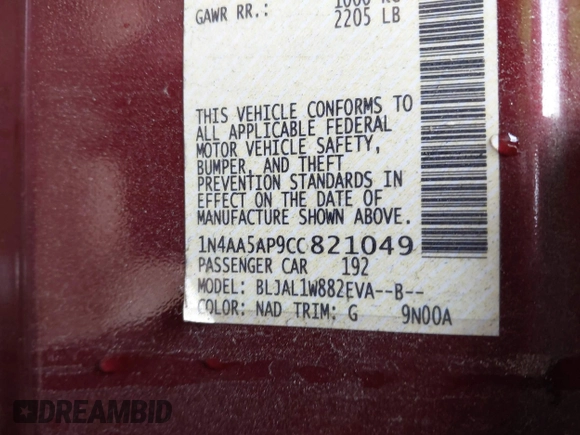 GAWR RR.: 1000 KG
2205 LB
THIS VEHICLE CONFORMS TO
ALL APPLICABLE FEDERAL
MOTOR VEHICLE SAFETY,
BUMPER, AND THEFT
PREVENTION STANDARDS IN
EFFECT ON THE DATE OF
MANUFACTURE SHOWN ABOVE.
1N4AA5AP9CC821049
PASSENGER CAR 192
MODEL: BLJAL1W882EVA--B--
COLOR: NAD TRIM: G 9N00A
DREAMBID